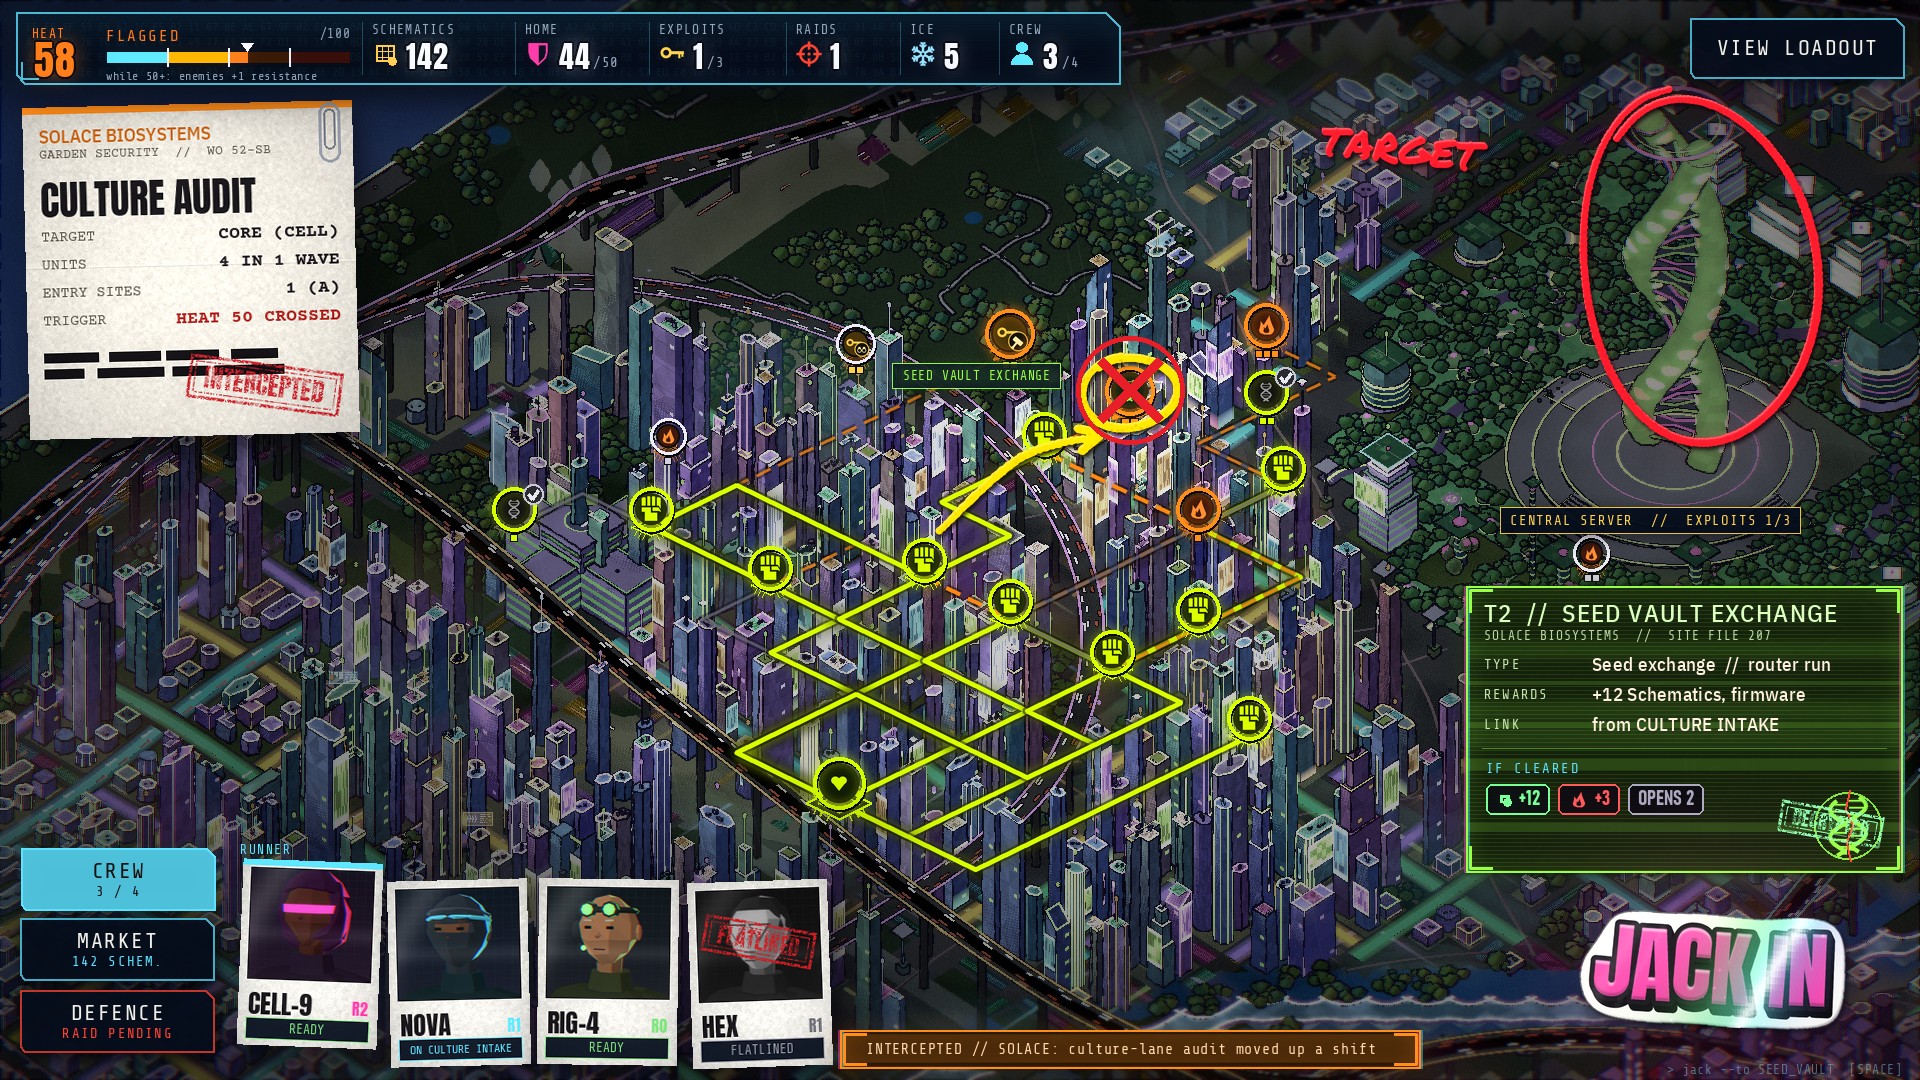 HEAT
58
FLAGGED
/100
while 50+: enemies +1 resistance
SCHEMATICS
142
HOME
44/50
EXPLOITS
1/3
RAIDS
1
ICE
5
CREW
3/4
VIEW LOADOUT
SOLACE BIOSYSTEMS
GARDEN SECURITY // WO 52-SB
CULTURE AUDIT
TARGET CORE (CELL)
UNITS 4 IN 1 WAVE
ENTRY SITES 1 (A)
TRIGGER HEAT 50 CROSSED
INTERCEPTED
TARGET
SEED VAULT EXCHANGE
CENTRAL SERVER // EXPLOITS 1/3
T2 // SEED VAULT EXCHANGE
SOLACE BIOSYSTEMS // SITE FILE 207
TYPE Seed exchange // router run
REWARDS +12 Schematics, firmware
LINK from CULTURE INTAKE
IF CLEARED
+12
+3
OPENS 2
CREW
3 / 4
MARKET
142 SCHEM.
DEFENCE
RAID PENDING
RUNNER
CELL-9 R2
READY
NOVA R1
ON CULTURE INTAKE
RIG-4 R0
READY
FLATLINED
HEX R1
FLATLINED
INTERCEPTED // SOLACE: culture-lane audit moved up a shift
JACK IN
> jack --to SEED_VAULT [SPACE]